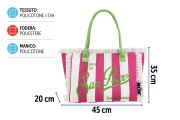 TESSUTO:
POLICOTONE / EVA
FODERA:
POLIESTERE
MANICO:
POLICOTONE
35 cm
20 cm
45 cm